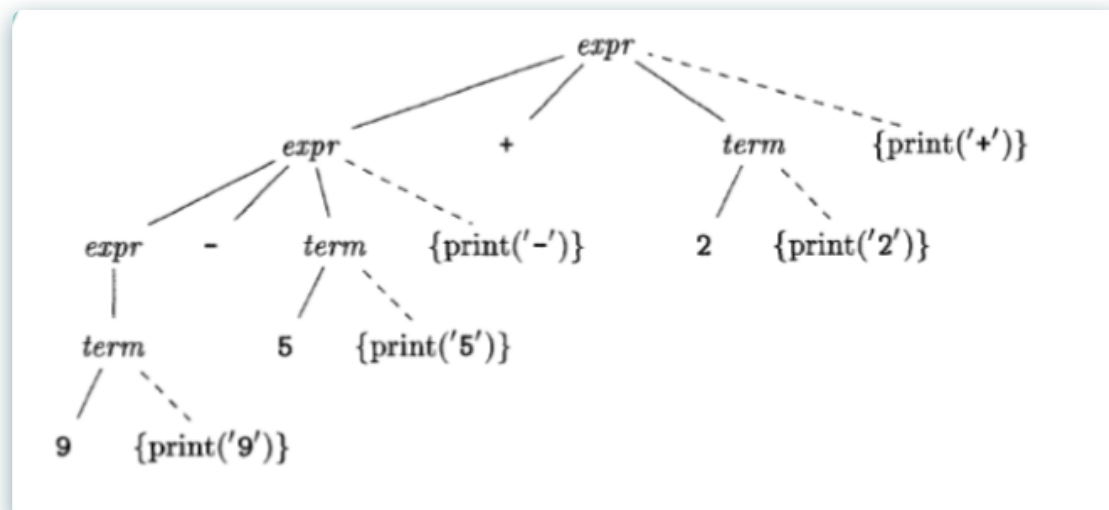 expr
expr + term {print('+')}
expr - term {print('-')} 2 {print('2')}
term 5 {print('5')}
9 {print('9')}